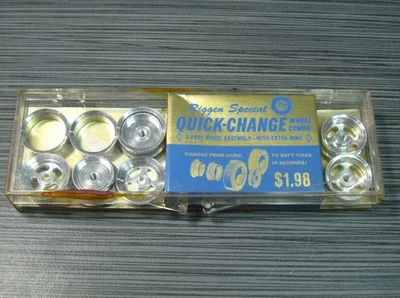 Riggen Special
QUICK-CHANGE WHEEL COMBO
3-PART WHEEL ASSEMBLY - WITH EXTRA RIMS
CHANGE FROM HARD TO SOFT TIRES
IN SECONDS!
$1.98